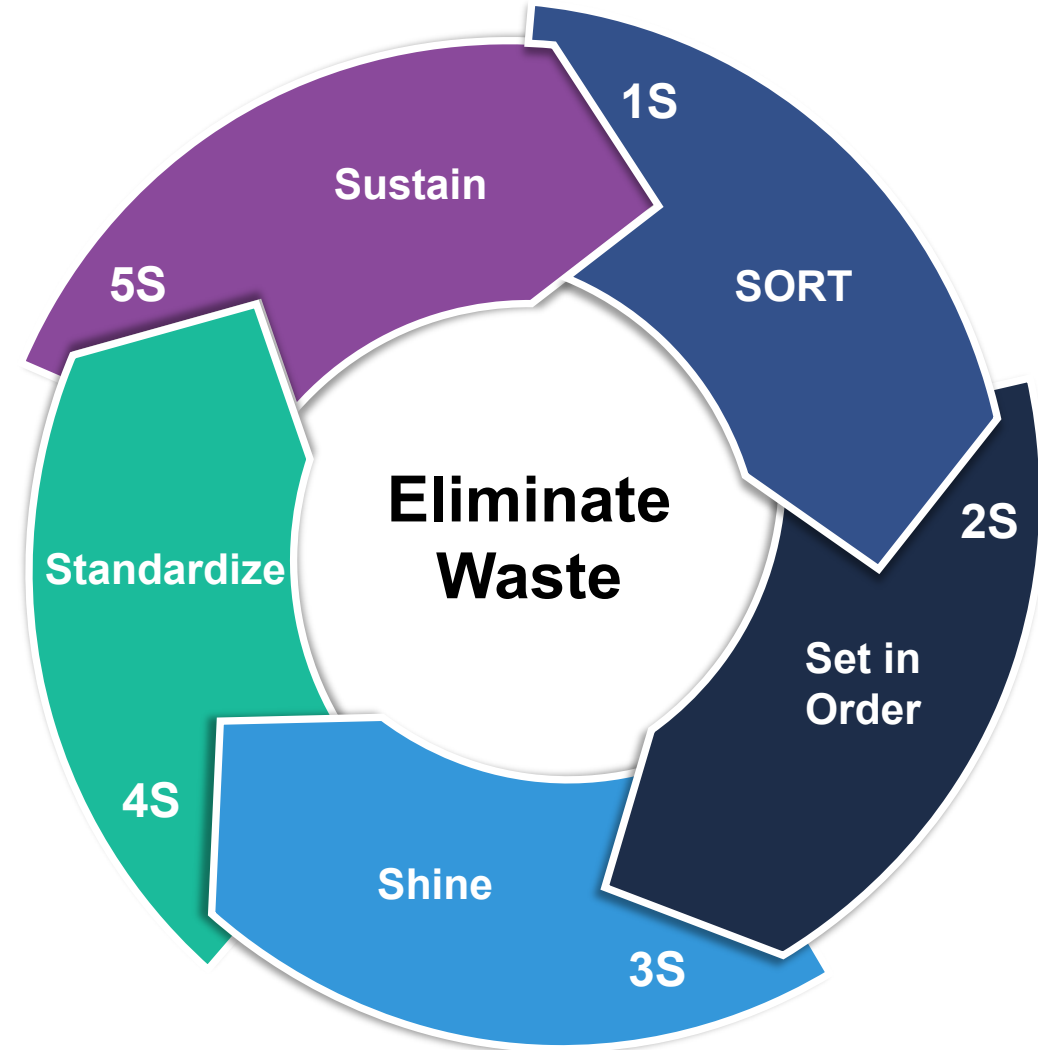 1S
SORT
2S
Set in
Order
3S
Shine
4S
Standardize
5S
Sustain
Eliminate
Waste